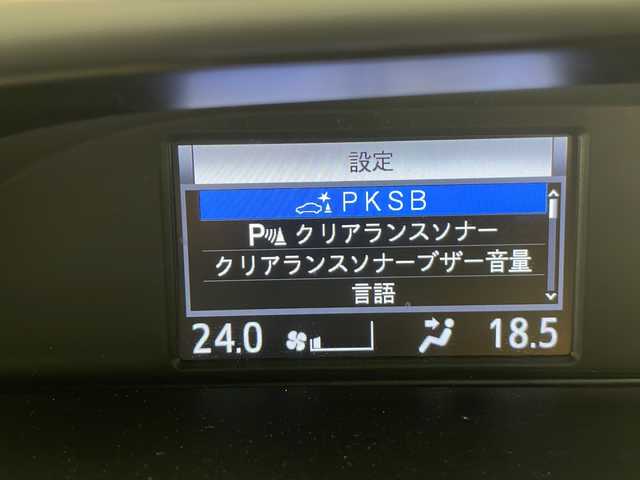 設定
PKSB
P クリアランスソナー
クリアランスソナーブザー音量
言語
24.0 18.5